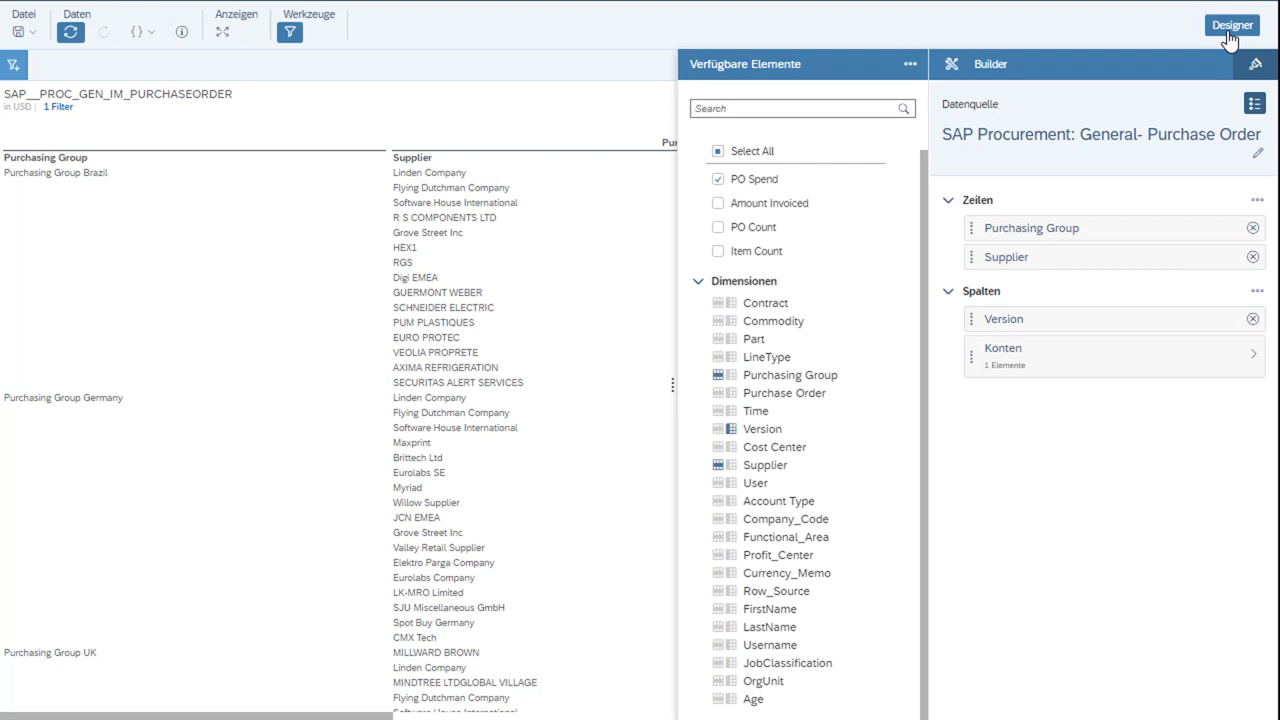 Datei
Daten
Anzeigen
Werkzeuge
Designer
SAP__PROC_GEN_IM_PURCHASEORDER
in USD 1 Filter
Purchasing Group Supplier
Purchasing Group Brazil Linden Company
Flying Dutchman Company
Software House International
R S COMPONENTS LTD
Grove Street Inc
HEX1
RGS
Digi EMEA
GUERMONT WEBER
SCHNEIDER ELECTRIC
PUM PLASTIQUES
EURO PROTEC
VEOLIA PROPRETE
AXIMA REFRIGERATION
SECURITAS ALERT SERVICES
Purchasing Group Germany Linden Company
Flying Dutchman Company
Software House International
Maxprint
Brittech Ltd
Eurolabs SE
Myriad
Willow Supplier
JCN EMEA
Grove Street Inc
Valley Retail Supplier
Elektro Parga Company
Eurolabs Company
LK-MRO Limited
SJU Miscellaneous GmbH
Spot Buy Germany
CMX Tech
Purchasing Group UK MILLWARD BROWN
Linden Company
MINDTREE LTDGLOBAL VILLAGE
Flying Dutchman Company
Software House International
Verfügbare Elemente
Search
Select All
PO Spend
Amount Invoiced
PO Count
Item Count
Dimensionen
Contract
Commodity
Part
LineType
Purchasing Group
Purchase Order
Time
Version
Cost Center
Supplier
User
Account Type
Company_Code
Functional_Area
Profit_Center
Currency_Memo
Row_Source
FirstName
LastName
Username
JobClassification
OrgUnit
Age
Builder
Datenquelle
SAP Procurement: General- Purchase Order
Zeilen
Purchasing Group
Supplier
Spalten
Version
Konten
1 Elemente